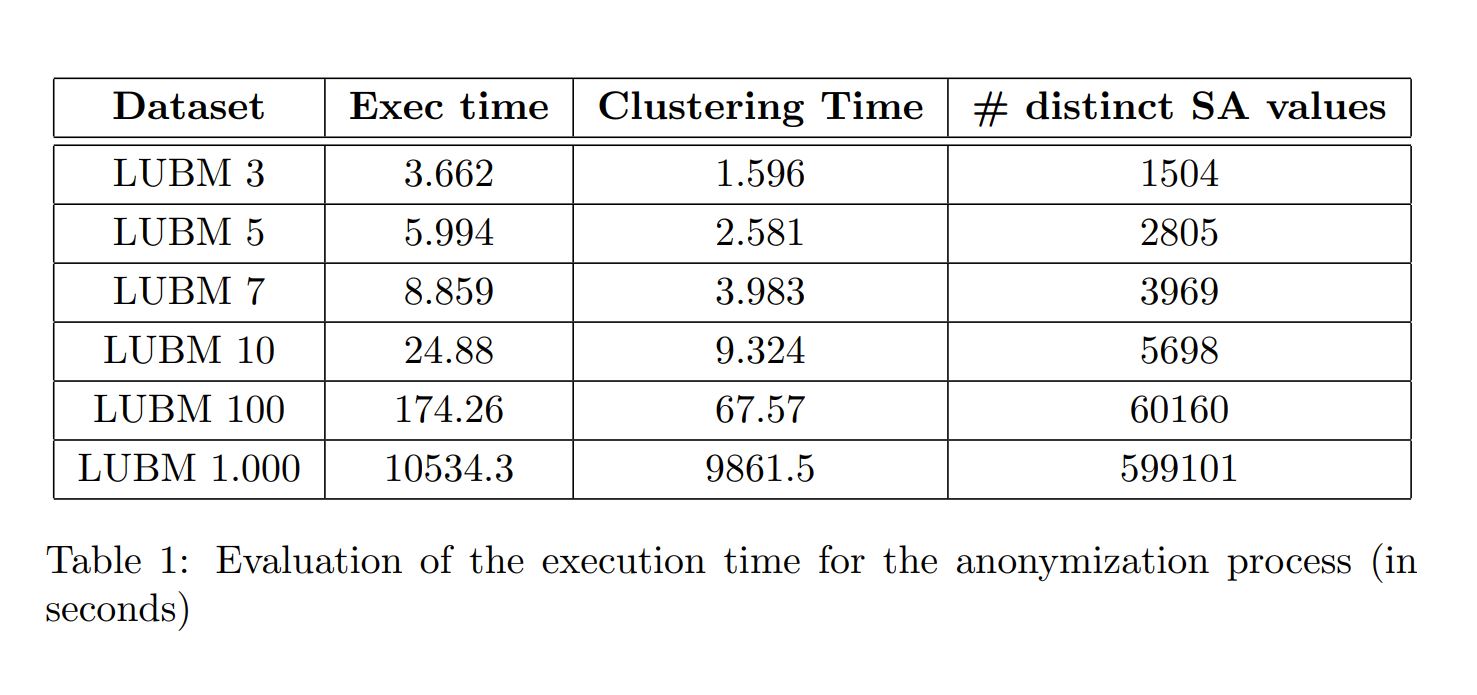 Dataset Exec time Clustering Time # distinct SA values
LUBM 3 3.662 1.596 1504
LUBM 5 5.994 2.581 2805
LUBM 7 8.859 3.983 3969
LUBM 10 24.88 9.324 5698
LUBM 100 174.26 67.57 60160
LUBM 1.000 10534.3 9861.5 599101
Table 1: Evaluation of the execution time for the anonymization process (in
seconds)